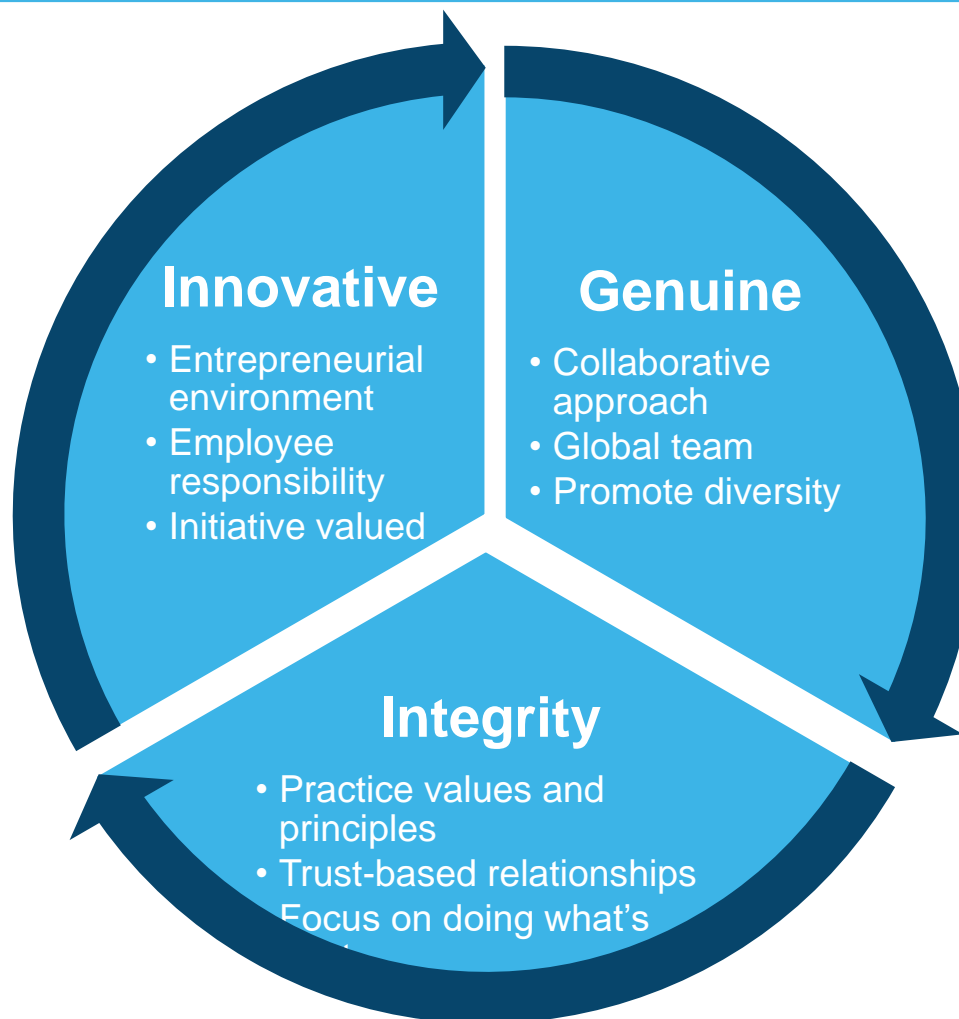 Innovative
• Entrepreneurial
environment
• Employee
responsibility
• Initiative valued
Genuine
• Collaborative
approach
• Global team
• Promote diversity
Integrity
• Practice values and
principles
• Trust-based relationships
Focus on doing what’s